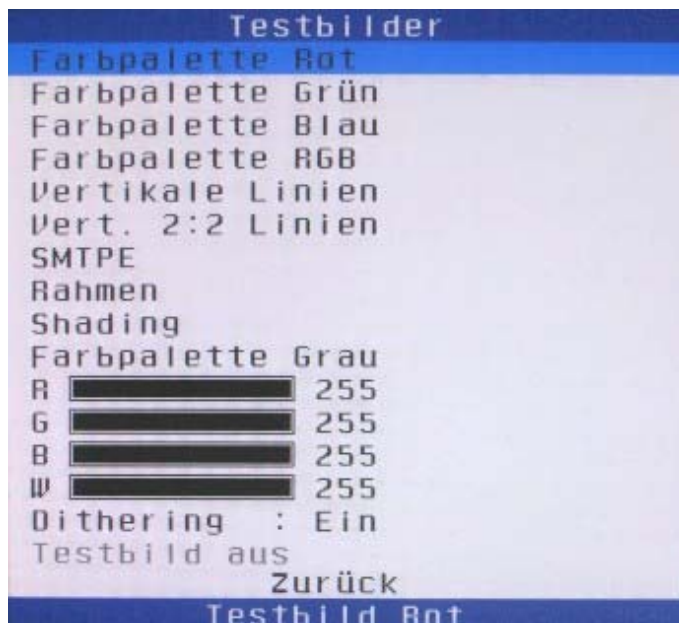 Testbilder
Farbpalette Rot
Farbpalette Grün
Farbpalette Blau
Farbpalette RGB
Vertikale Linien
Vert. 2:2 Linien
SMTPE
Rahmen
Shading
Farbpalette Grau
R 255
G 255
B 255
W 255
Dithering : Ein
Testbild aus
Zurück
Testbild Rot